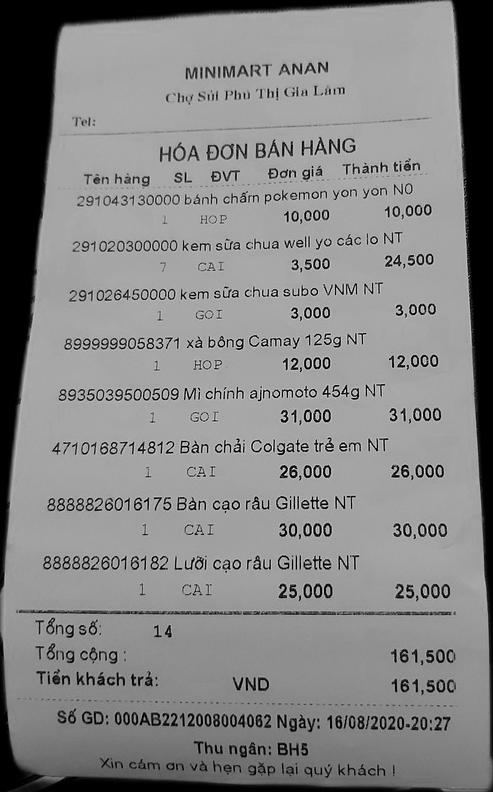 MINIMART ANAN
Chợ Sủi Phú Thị Gia Lâm
Tel:
HÓA ĐƠN BÁN HÀNG
Tên hàng SL ĐVT Đơn giá Thành tiền
291043130000 bánh chấm pokemon yon yon N0
1 HOP 10,000 10,000
291020300000 kem sữa chua well yo các lo NT
7 CAI 3,500 24,500
291026450000 kem sữa chua subo VNM NT
1 GOI 3,000 3,000
8999999058371 xà bông Camay 125g NT
1 HOP 12,000 12,000
8935039500509 Mì chính ajnomoto 454g NT
1 GOI 31,000 31,000
4710168714812 Bàn chải Colgate trẻ em NT
1 CAI 26,000 26,000
8888826016175 Bàn cạo râu Gillette NT
1 CAI 30,000 30,000
8888826016182 Lưỡi cạo râu Gillette NT
1 CAI 25,000 25,000
Tổng số: 14
Tổng cộng : 161,500
Tiền khách trả: VND 161,500
Số GD: 000AB2212008004062 Ngày: 16/08/2020-20:27
Thu ngân: BH5
Xin cám ơn và hẹn gặp lại quý khách !